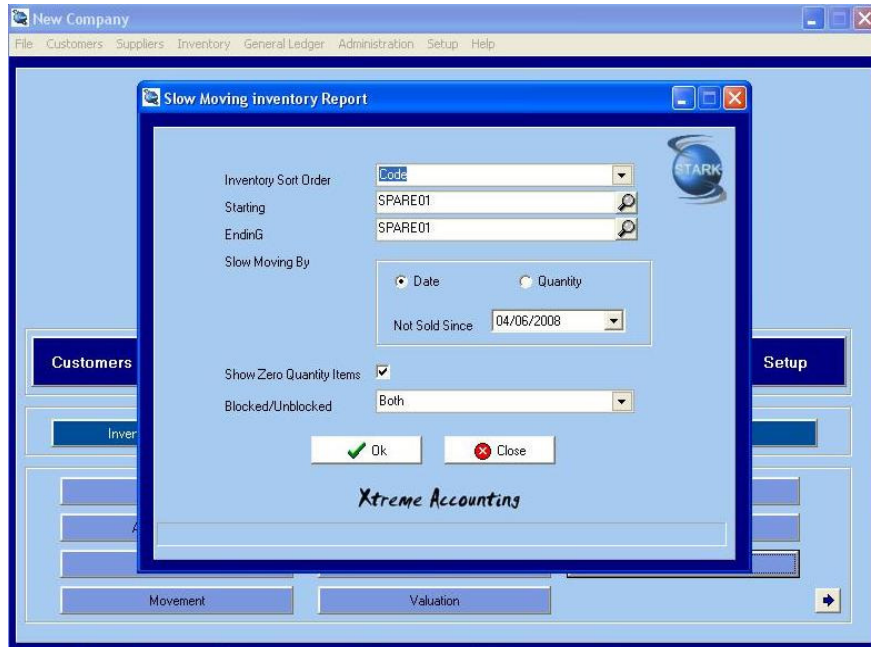 New Company
File Customers Suppliers Inventory General Ledger Administration Setup Help
Slow Moving inventory Report
STARK
Inventory Sort Order Code
Starting SPARE01
EndinG SPARE01
Slow Moving By
Date Quantity
Not Sold Since 04/06/2008
Customers Setup
Show Zero Quantity Items
Blocked/Unblocked Both
Inver
Ok Close
Xtreme Accounting
Movement Valuation